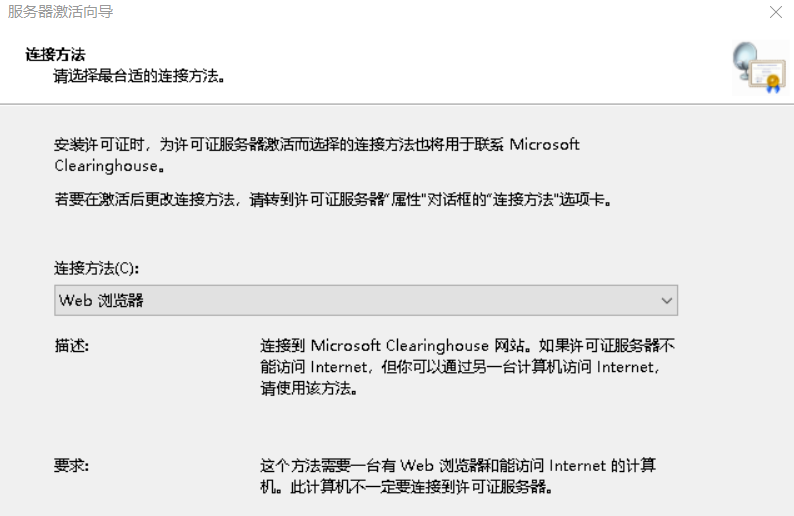 服务器激活向导
连接方法
请选择最合适的连接方法。
安装许可证时，为许可证服务器激活而选择的连接方法也将用于联系 Microsoft
Clearinghouse。
若要在激活后更改连接方法，请转到许可证服务器"属性"对话框的"连接方法"选项卡。
连接方法(C):
Web 浏览器
描述:
连接到 Microsoft Clearinghouse 网站。如果许可证服务器不
能访问 Internet，但你可以通过另一台计算机访问 Internet，
请使用该方法。
要求:
这个方法需要一台有 Web 浏览器和能访问 Internet 的计算
机。此计算机不一定要连接到许可证服务器。